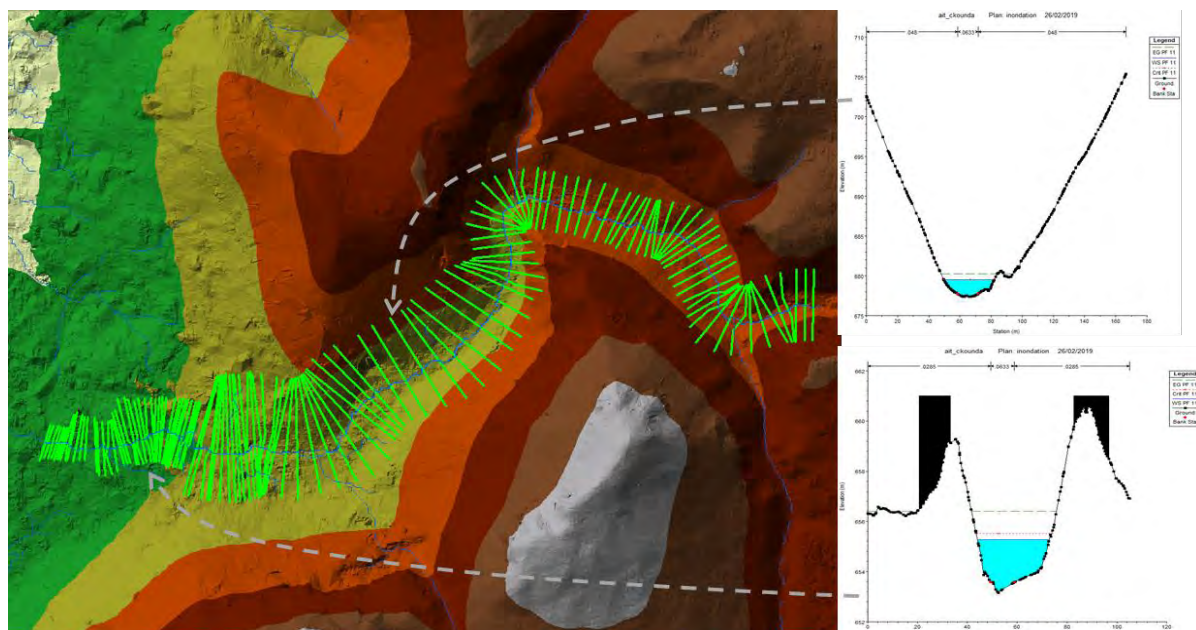 ait_ckounda Plan inondation 26/02/2019
.048 .0633 .048
Legend
EG PF 11
WS PF 11
Crit PF 11
Ground
Bank Sta
Elevation (m)
710
705
700
695
690
685
680
675
0 20 40 60 80 100 120 140 160 180
Station (m)
ait_ckounda Plan inondation 26/02/2019
.0285 .0633 .0285
Legend
EG PF 11
Crit PF 11
WS PF 11
Ground
Bank Sta
Elevation (m)
662
660
658
656
654
652
0 20 40 60 80 100 120